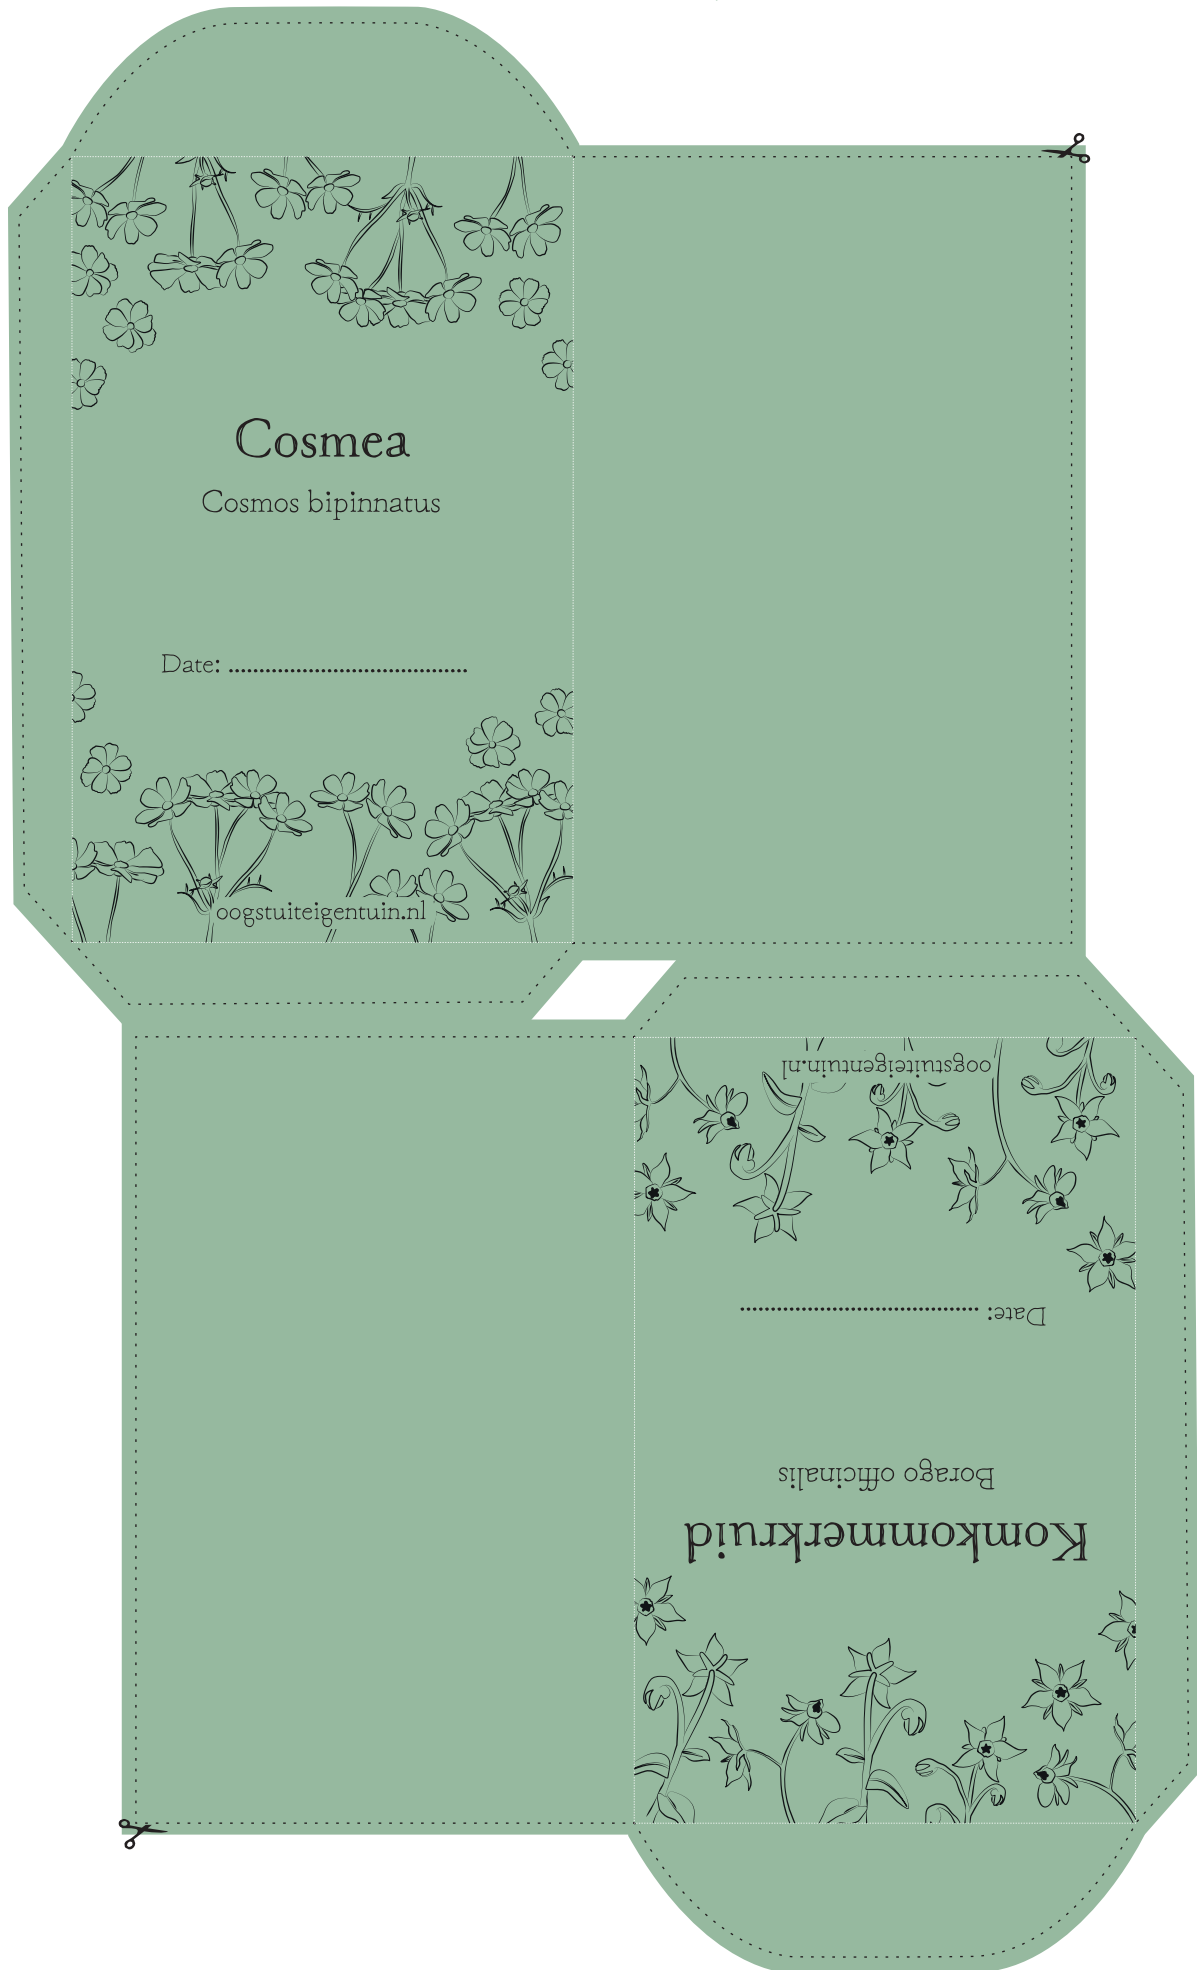 Cosmea
Cosmos bipinnatus
Date: ........................................
oogstuiteigentuin.nl
Komkommerkruid
Borago officinalis
Date: ........................................
oogstuiteigentuin.nl